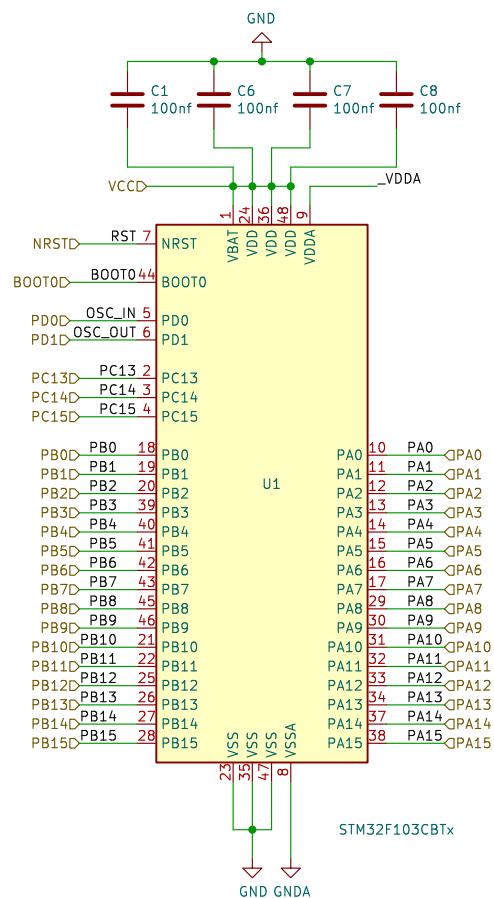 GND
C1 C6 C7 C8
100nf 100nf 100nf 100nf
VCC _VDDA
1 24 36 48 9
VBAT VDD VDD VDD VDDA
NRST RST 7 NRST
BOOT0 BOOT0 44 BOOT0
PD0 OSC_IN 5 PD0
PD1 OSC_OUT 6 PD1
PC13 PC13 2 PC13
PC14 PC14 3 PC14
PC15 PC15 4 PC15
PB0 PB0 18 PB0 PA0 10 PA0 PA0
PB1 PB1 19 PB1 PA1 11 PA1 PA1
U1
PB2 PB2 20 PB2 PA2 12 PA2 PA2
PB3 PB3 39 PB3 PA3 13 PA3 PA3
PB4 PB4 40 PB4 PA4 14 PA4 PA4
PB5 PB5 41 PB5 PA5 15 PA5 PA5
PB6 PB6 42 PB6 PA6 16 PA6 PA6
PB7 PB7 43 PB7 PA7 17 PA7 PA7
PB8 PB8 45 PB8 PA8 29 PA8 PA8
PB9 PB9 46 PB9 PA9 30 PA9 PA9
PB10 PB10 21 PB10 PA10 31 PA10 PA10
PB11 PB11 22 PB11 PA11 32 PA11 PA11
PB12 PB12 25 PB12 PA12 33 PA12 PA12
PB13 PB13 26 PB13 PA13 34 PA13 PA13
PB14 PB14 27 PB14 PA14 37 PA14 PA14
PB15 PB15 28 PB15 PA15 38 PA15 PA15
VSS VSS VSS VSSA
23 35 47 8
STM32F103CBTx
GND GNDA